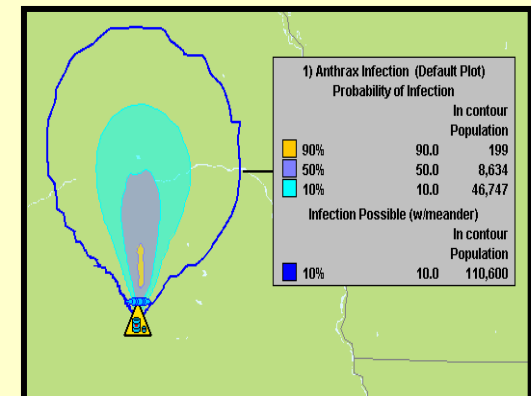 1) Anthrax Infection (Default Plot)
Probability of Infection
In contour
Population
90% 90.0 199
50% 50.0 8,634
10% 10.0 46,747
Infection Possible (w/meander)
In contour
Population
10% 10.0 110,600